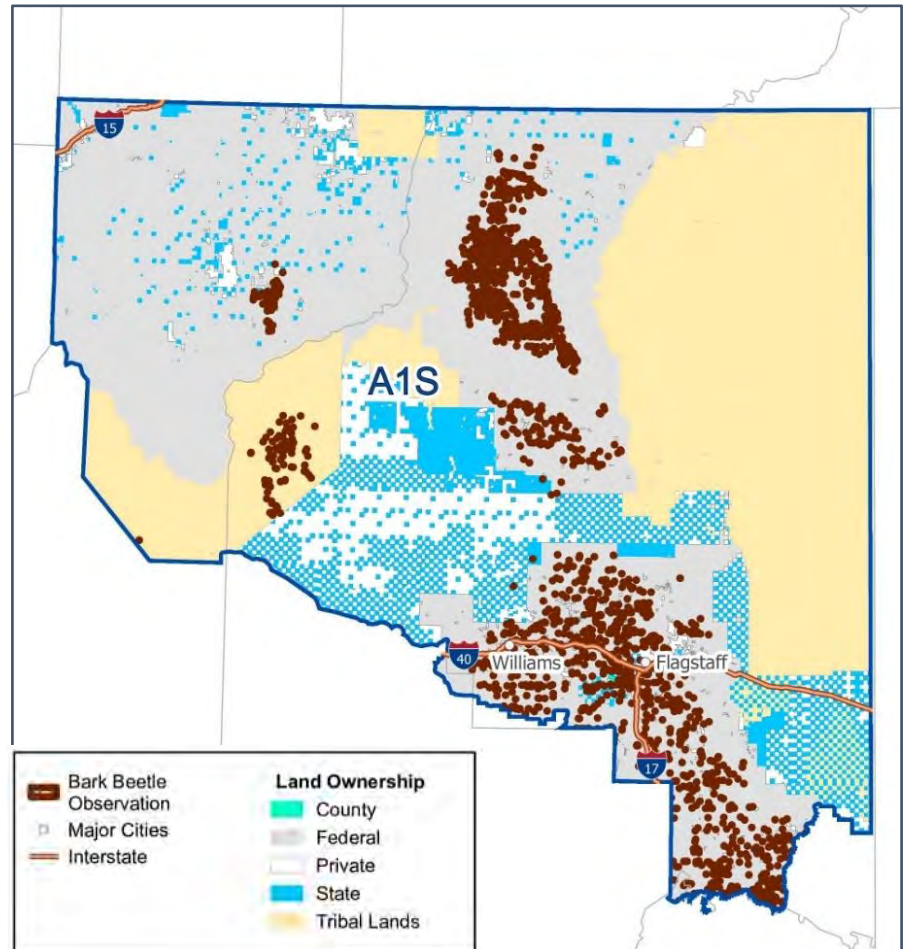 15
A1S
40
Williams
Flagstaff
17
Bark Beetle
Observation
Major Cities
Interstate
Land Ownership
County
Federal
Private
State
Tribal Lands